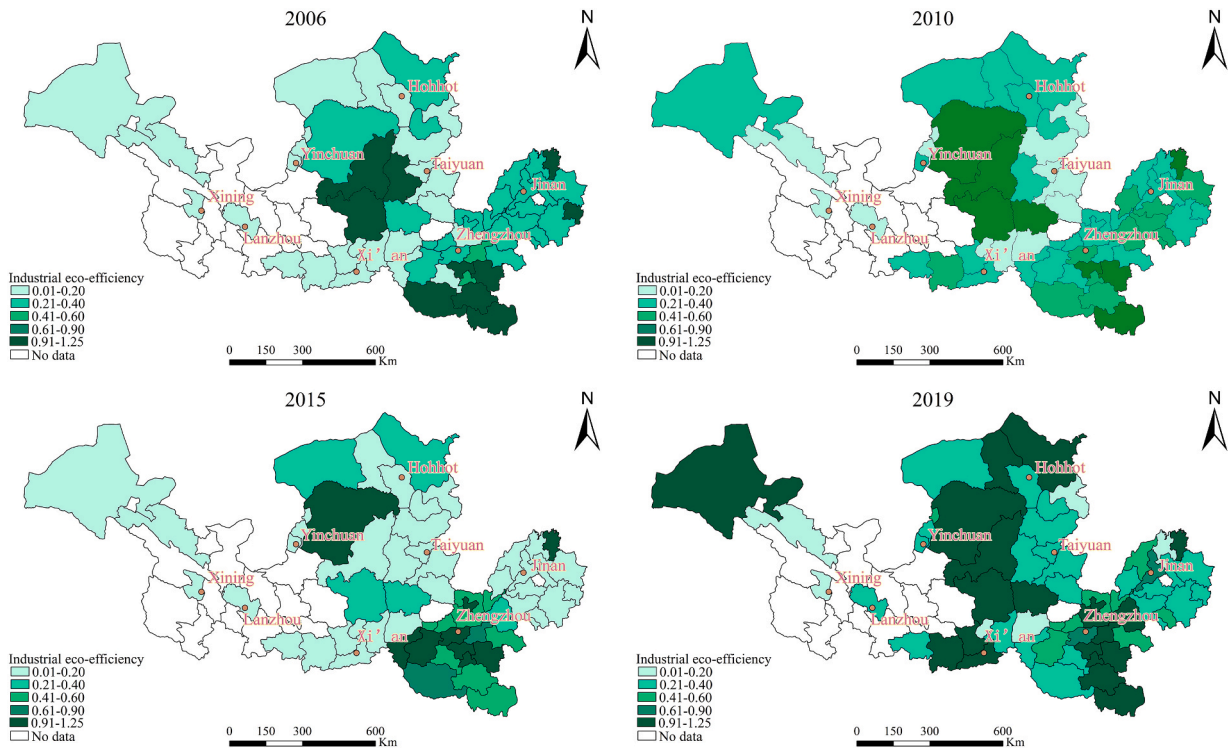 2006
N
Hohhot
Yinchuan
Taiyuan
Jinan
Xining
Lanzhou
Zhengzhou
Xi' an
Industrial eco-efficiency
0.01-0.20
0.21-0.40
0.41-0.60
0.61-0.90
0.91-1.25
No data
0 150 300 600
Km
2010
N
Hohhot
Yinchuan
Taiyuan
Jinan
Xining
Lanzhou
Zhengzhou
Xi' an
Industrial eco-efficiency
0.01-0.20
0.21-0.40
0.41-0.60
0.61-0.90
0.91-1.25
No data
0 150 300 600
Km
2015
N
Hohhot
Yinchuan
Taiyuan
Jinan
Xining
Lanzhou
Zhengzhou
Xi' an
Industrial eco-efficiency
0.01-0.20
0.21-0.40
0.41-0.60
0.61-0.90
0.91-1.25
No data
0 150 300 600
Km
2019
N
Hohhot
Yinchuan
Taiyuan
Jinan
Xining
Lanzhou
Zhengzhou
Xi' an
Industrial eco-efficiency
0.01-0.20
0.21-0.40
0.41-0.60
0.61-0.90
0.91-1.25
No data
0 150 300 600
Km